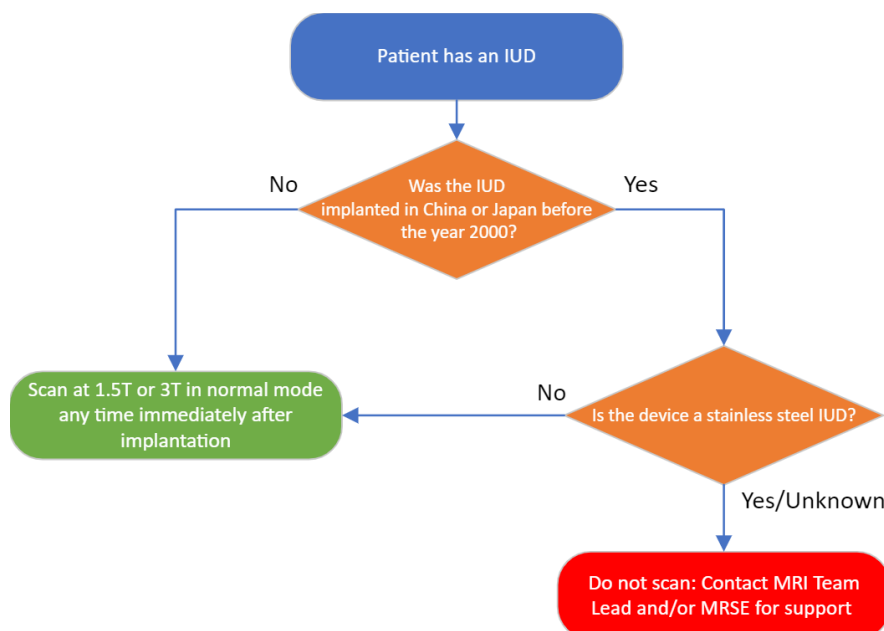 Patient has an IUD
No
Was the IUD
implanted in China or Japan before
the year 2000?
Yes
Scan at 1.5T or 3T in normal mode
any time immediately after
implantation
No
Is the device a stainless steel IUD?
Yes/Unknown
Do not scan: Contact MRI Team
Lead and/or MRSE for support